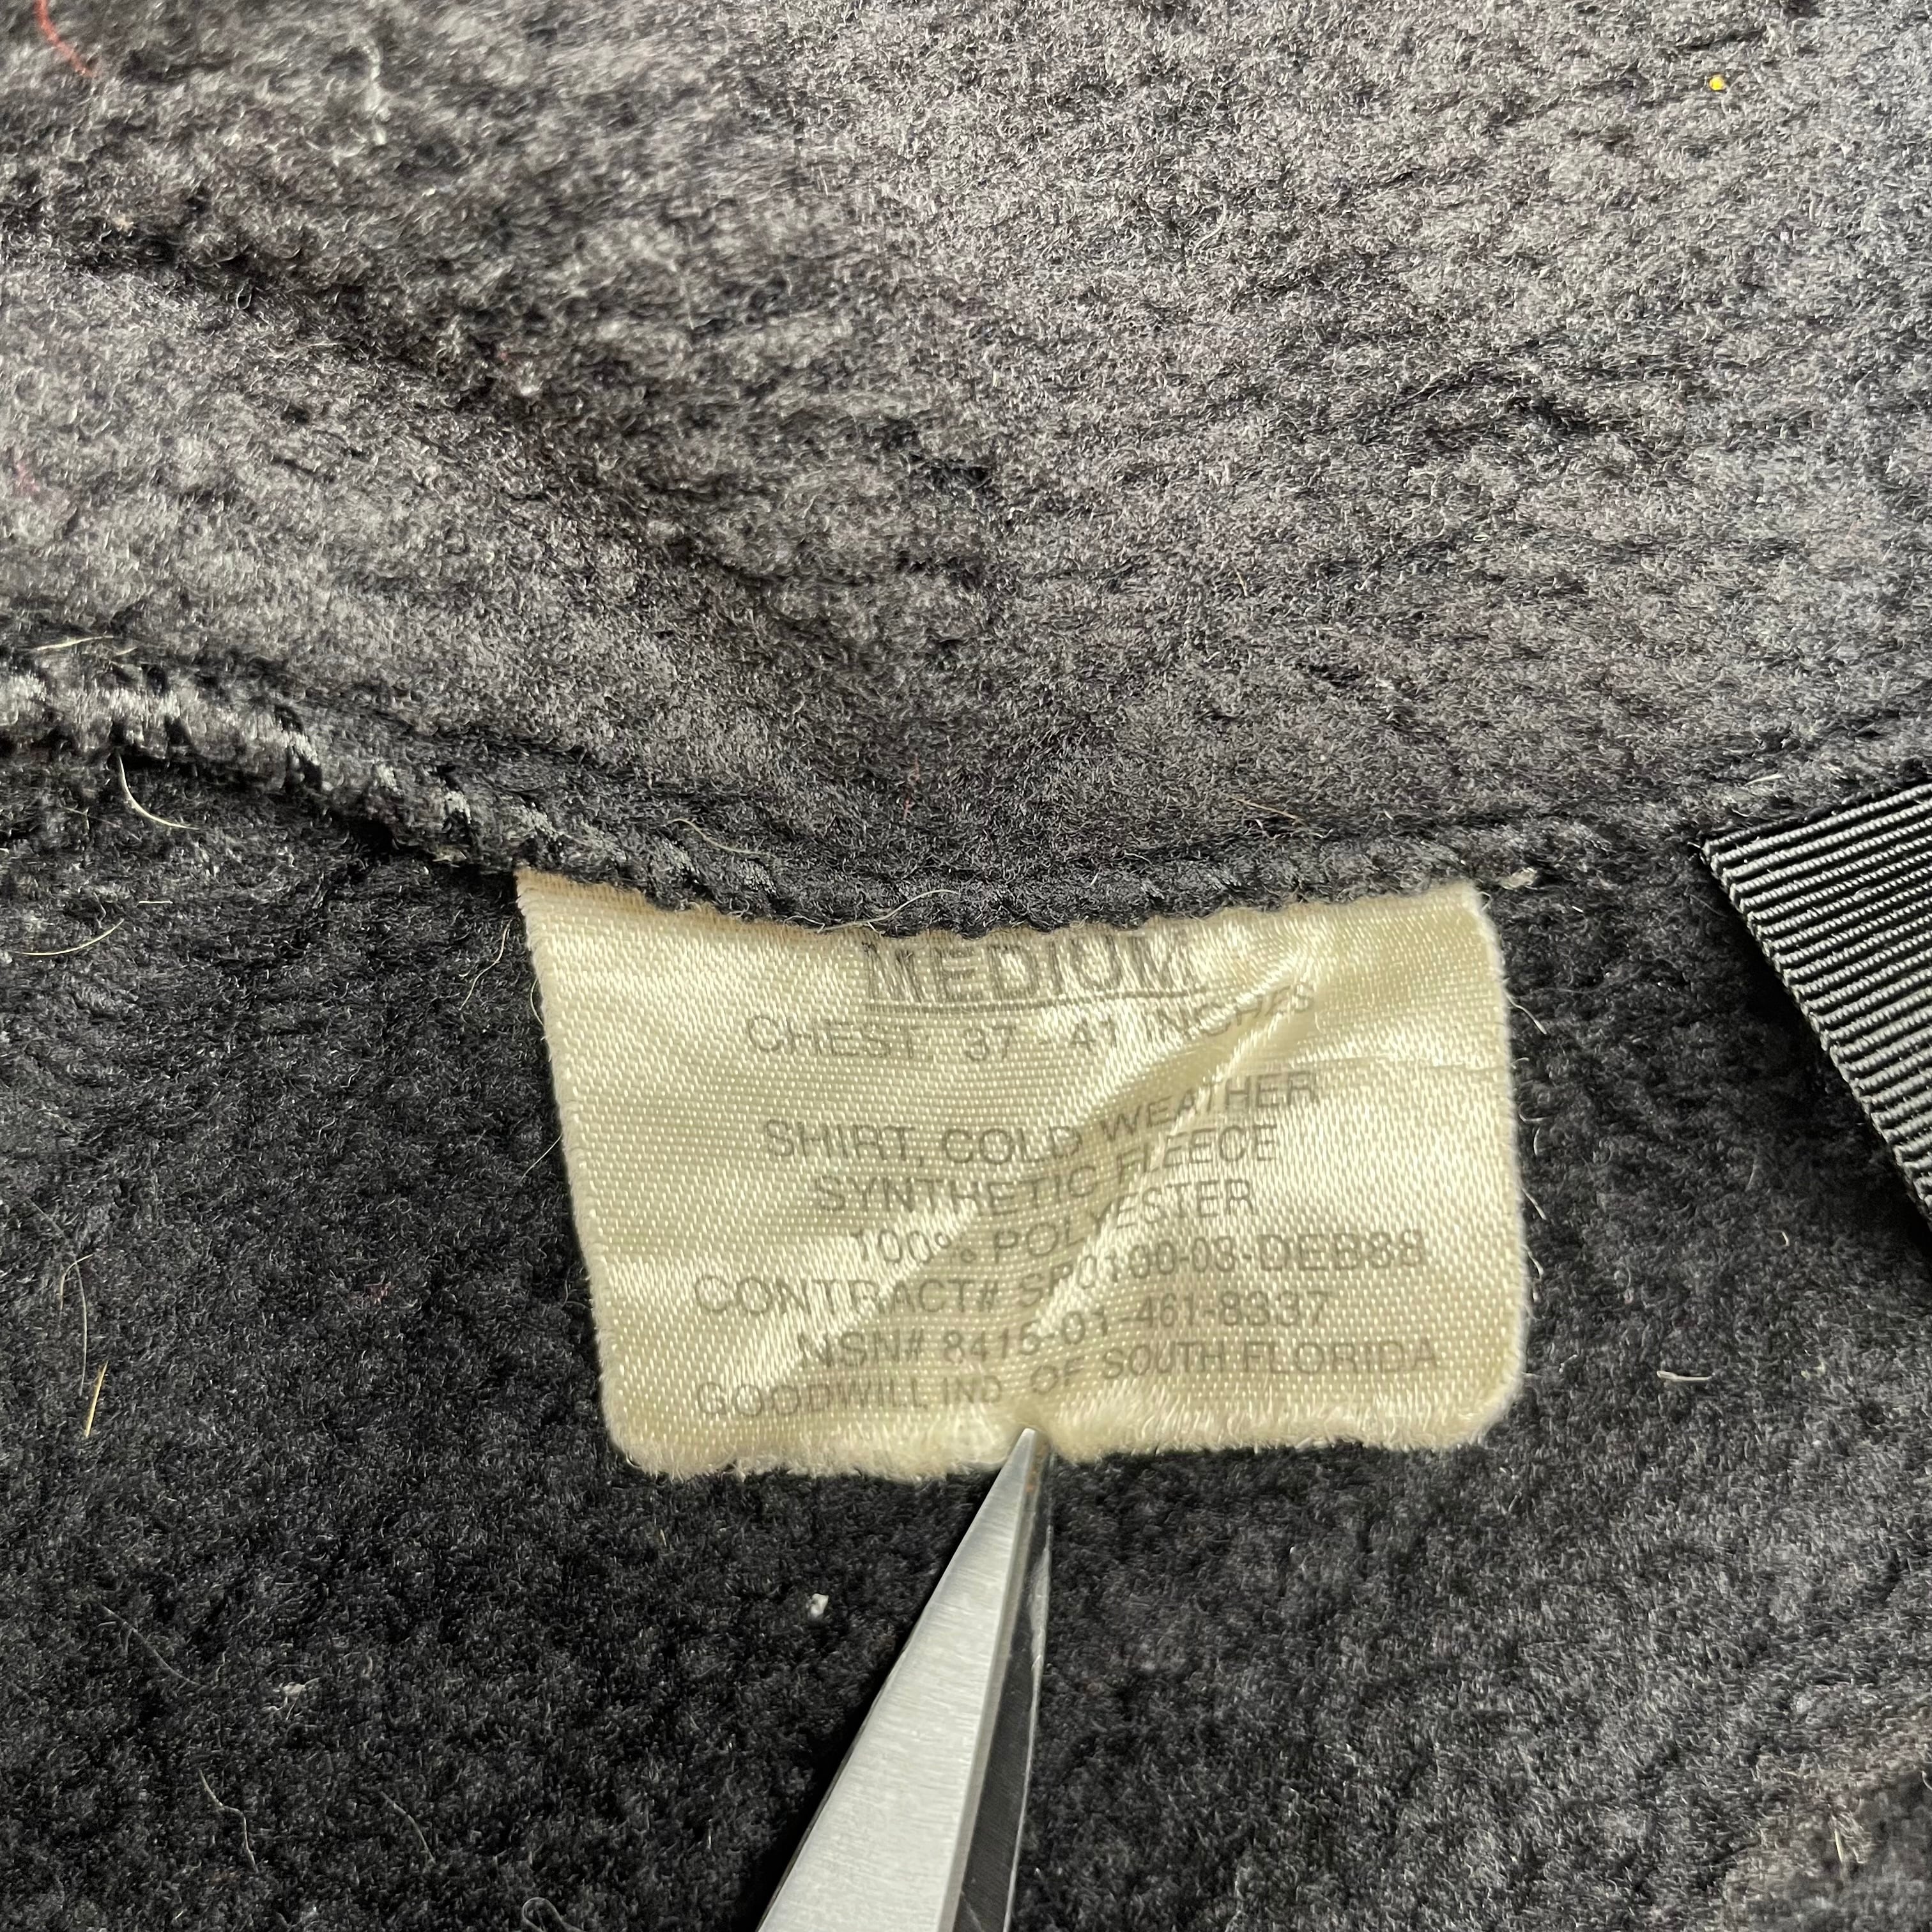 MEDIUM
CHEST: 37 - 41 INCHES
SHIRT, COLD WEATHER
SYNTHETIC FLEECE
100% POLYESTER
CONTRACT# SP0100-03-DEB88
NSN# 8415-01-461-8337
GOODWILL IND OF SOUTH FLORIDA